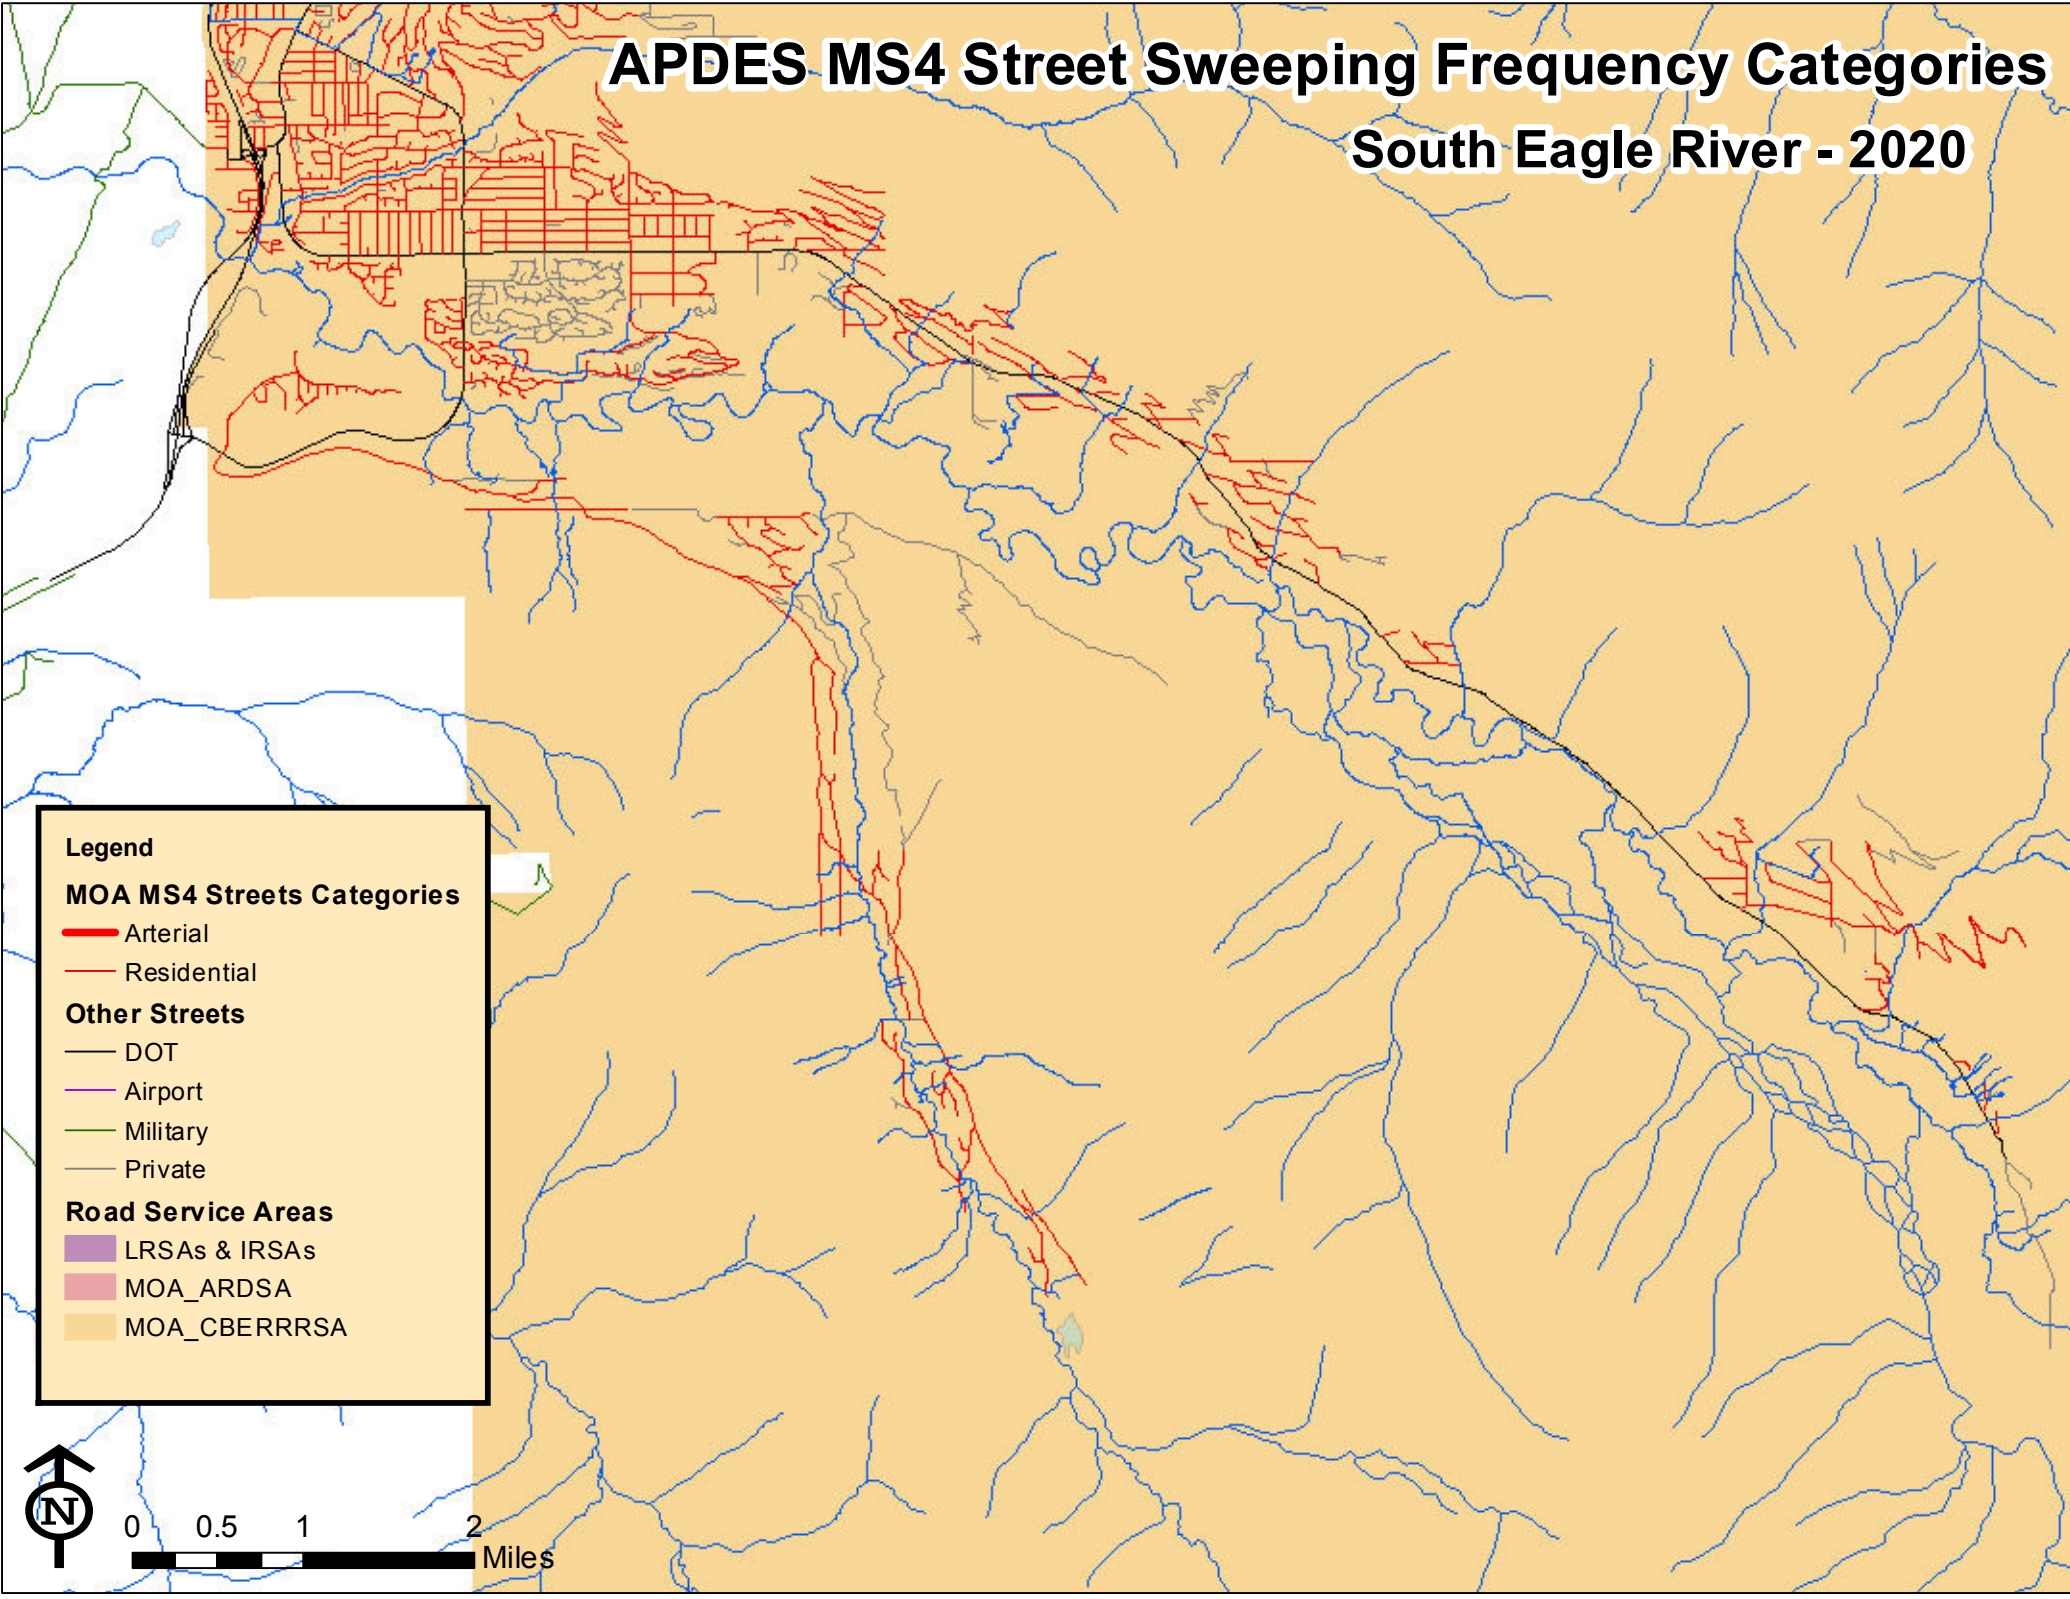 APDES MS4 Street Sweeping Frequency Categories
South Eagle River - 2020
Legend
MOA MS4 Streets Categories
Arterial
Residential
Other Streets
DOT
Airport
Military
Private
Road Service Areas
LRSAs & IRSAs
MOA_ARDSA
MOA_CBERRRSA
N
0 0.5 1 2
Miles